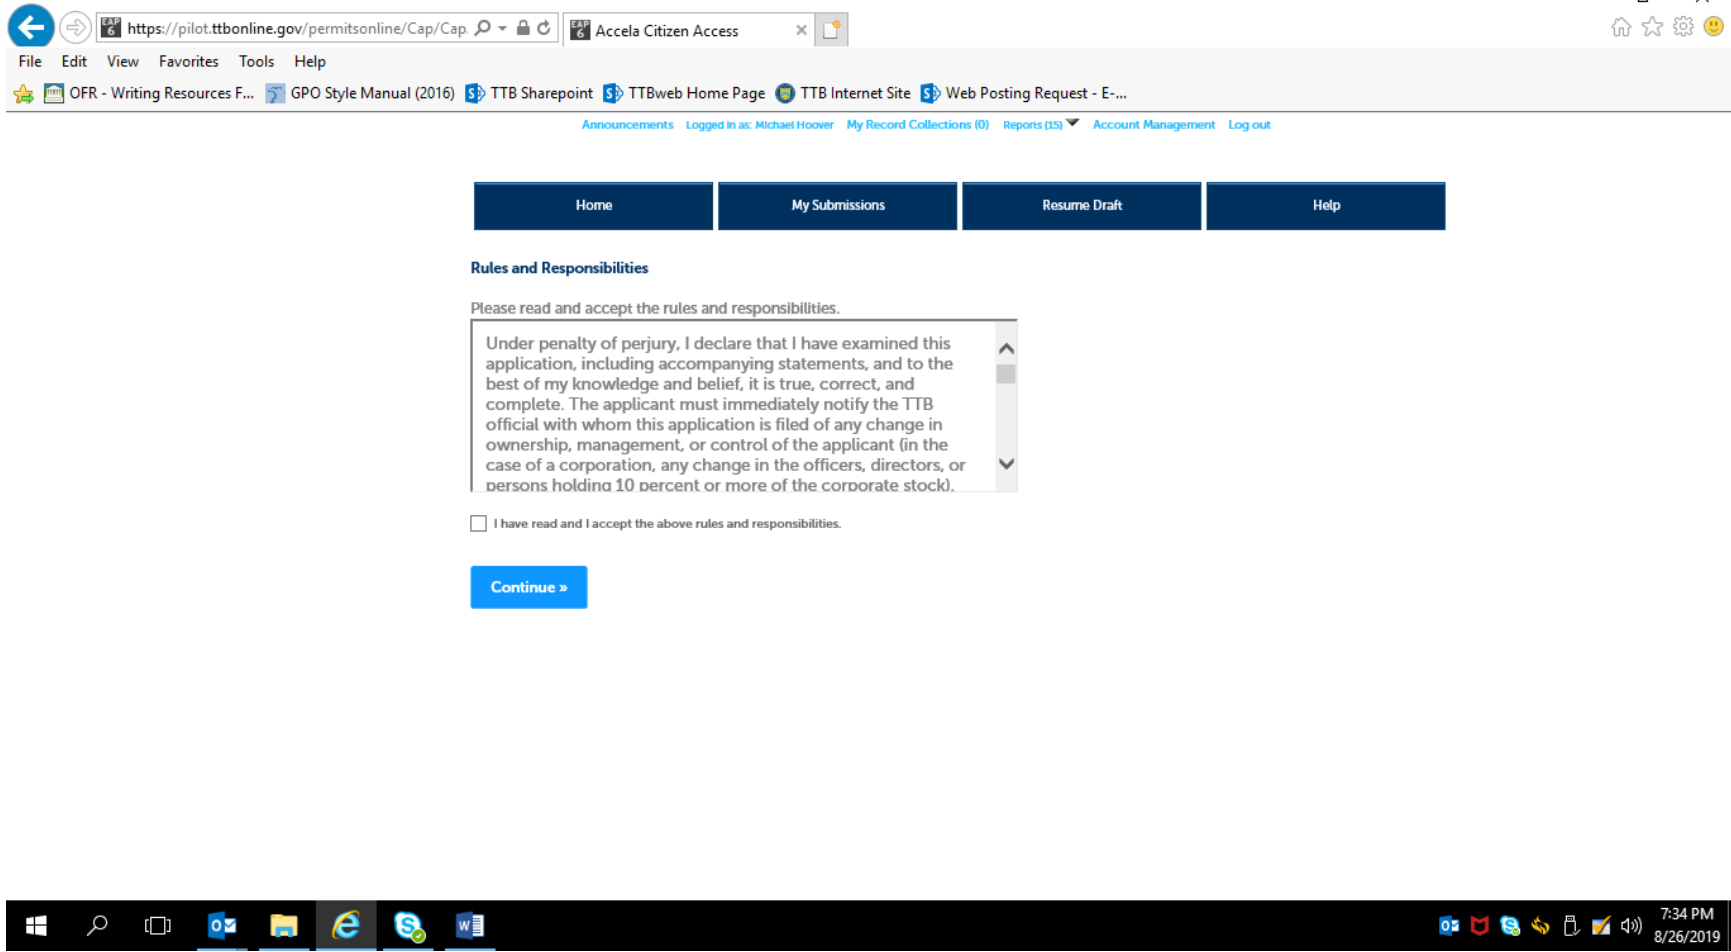 https://pilot.ttbonline.gov/permitsonline/Cap/Cap.
EAP 6 Accela Citizen Access
File Edit View Favorites Tools Help
OFR - Writing Resources F... GPO Style Manual (2016) TTB Sharepoint TTBweb Home Page TTB Internet Site Web Posting Request - E-...
Announcements Logged in as: Michael Hoover My Record Collections (0) Reports (15) Account Management Log out
Home My Submissions Resume Draft Help
Rules and Responsibilities
Please read and accept the rules and responsibilities.
Under penalty of perjury, I declare that I have examined this
application, including accompanying statements, and to the
best of my knowledge and belief, it is true, correct, and
complete. The applicant must immediately notify the TTB
official with whom this application is filed of any change in
ownership, management, or control of the applicant (in the
case of a corporation, any change in the officers, directors, or
persons holding 10 percent or more of the corporate stock).
I have read and I accept the above rules and responsibilities.
Continue »
7:34 PM
8/26/2019